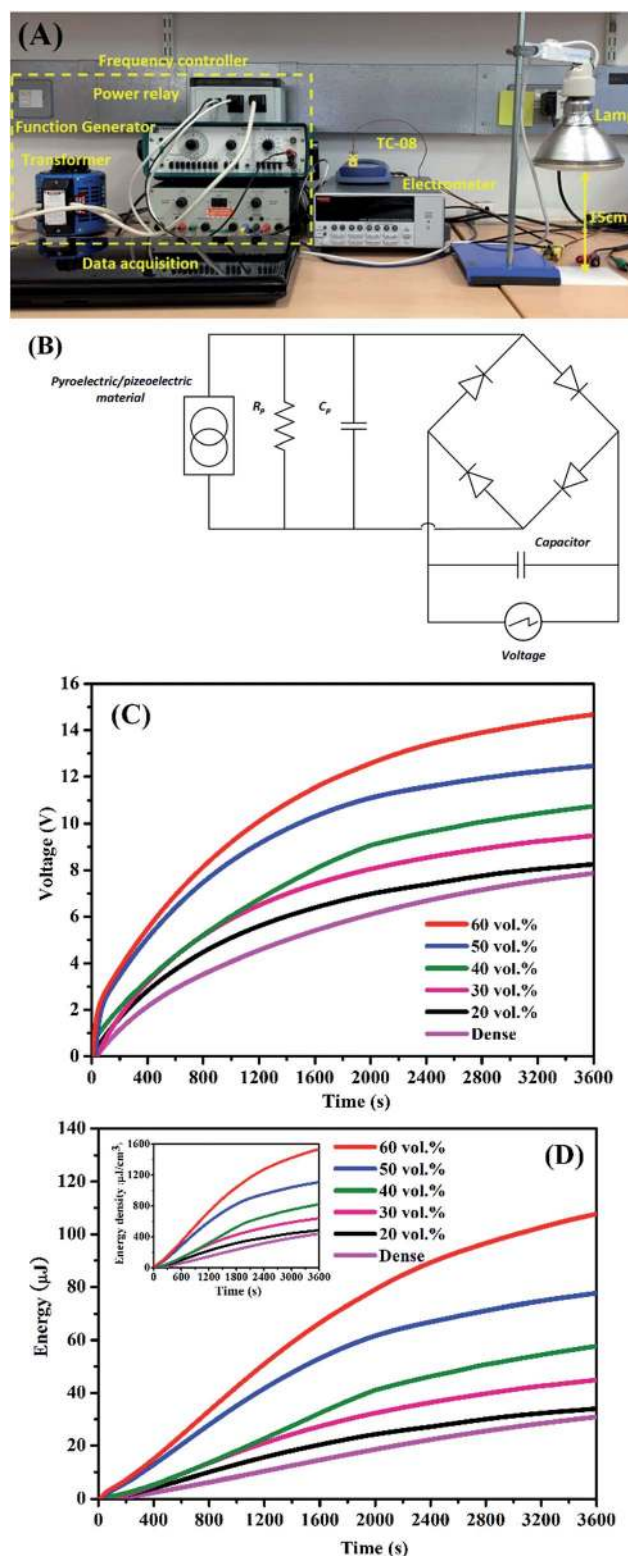 (A)
Frequency controller
Power relay
Function Generator
Transformer
TC-08
Lamp
Electrometer
15cm
Data acquisition
(B)
Pyroelectric/pizeoelectric
material
Rp
Cp
Capacitor
Voltage
(C)
Voltage (V)
16
14
12
10
8
6
4
2
0
60 vol.%
50 vol.%
40 vol.%
30 vol.%
20 vol.%
Dense
0 400 800 1200 1600 2000 2400 2800 3200 3600
Time (s)
(D)
Energy (μJ)
140
120
100
80
60
40
20
0
Energy density (μJ/cm³)
1600
1200
800
400
0
0 600 1200 1800 2400 3000 3600
Time (s)
60 vol.%
50 vol.%
40 vol.%
30 vol.%
20 vol.%
Dense
0 400 800 1200 1600 2000 2400 2800 3200 3600
Time (s)